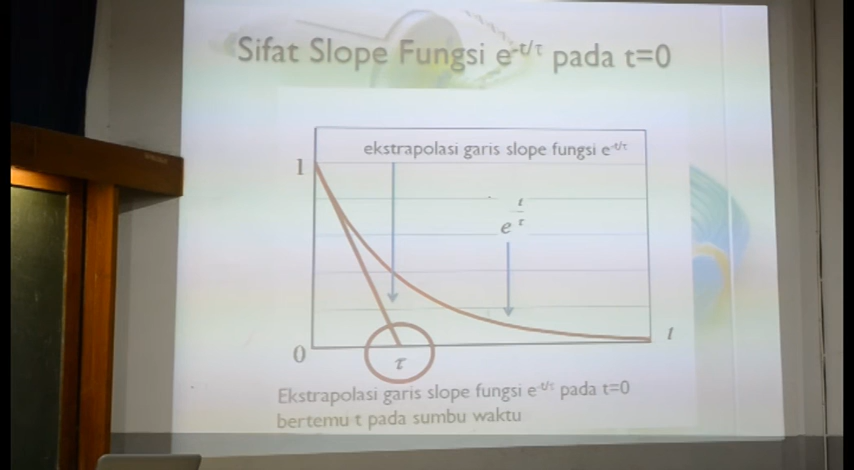 Sifat Slope Fungsi e-t/τ pada t=0
ekstrapolasi garis slope fungsi e-t/τ
1
e t/τ
t
0
τ
Ekstrapolasi garis slope fungsi e-t/τ pada t=0
bertemu t pada sumbu waktu